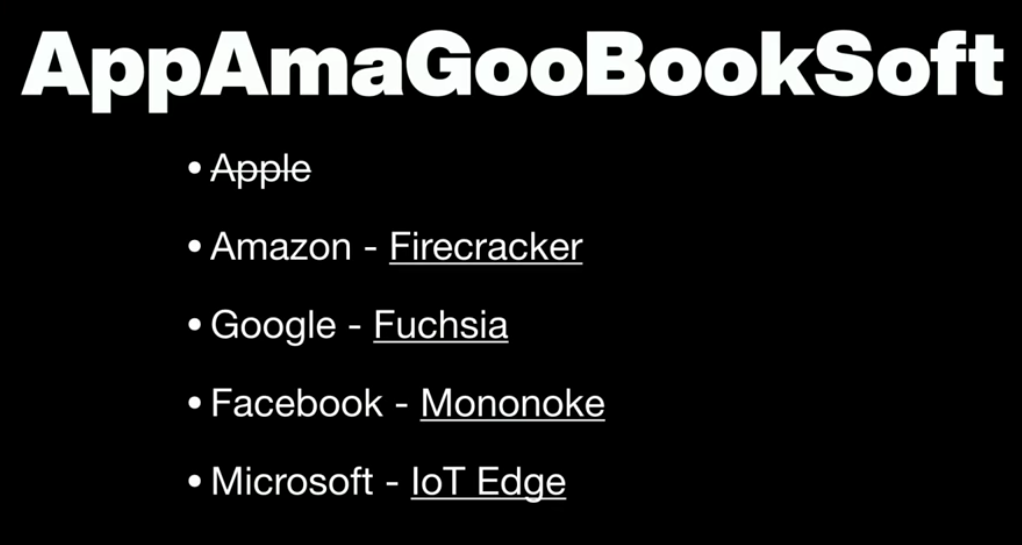 AppAmaGooBookSoft
• Apple
• Amazon - Firecracker
• Google - Fuchsia
• Facebook - Mononoke
• Microsoft - IoT Edge